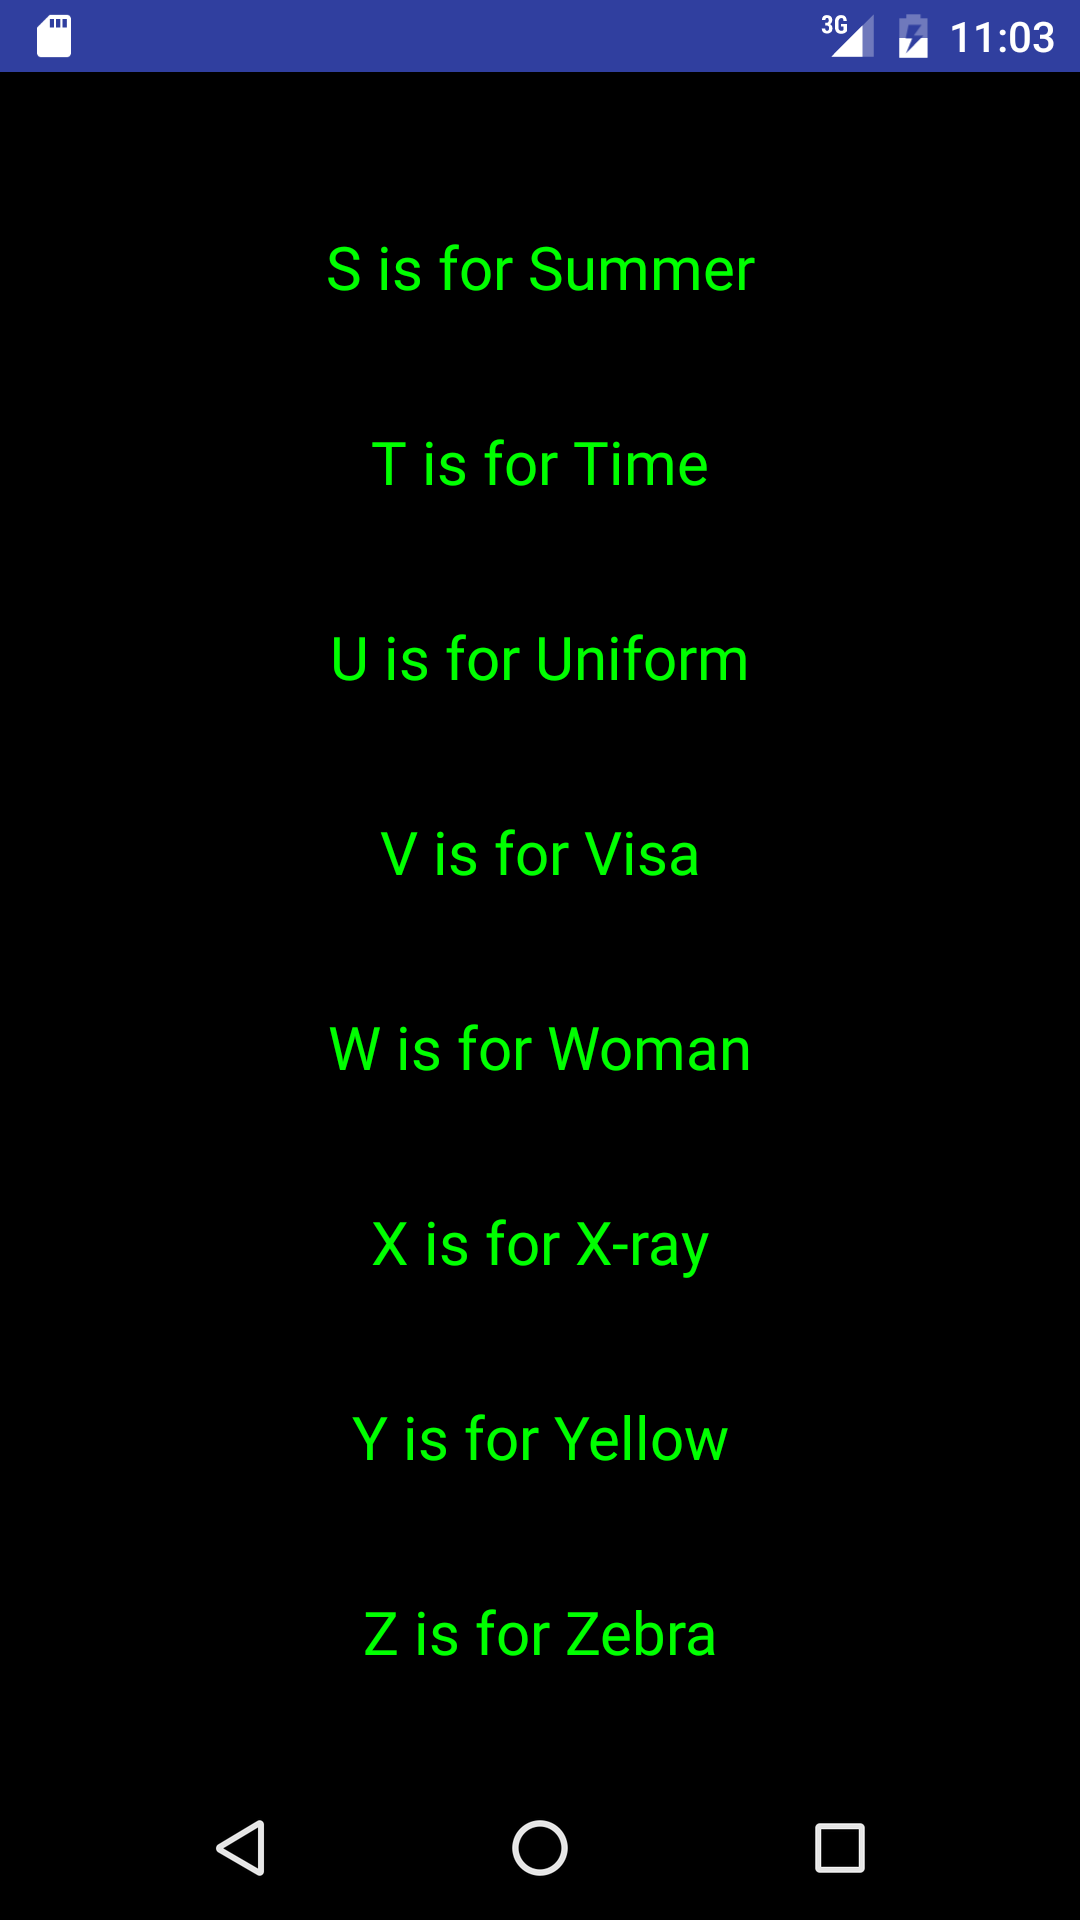 3G 11:03
S is for Summer
T is for Time
U is for Uniform
V is for Visa
W is for Woman
X is for X-ray
Y is for Yellow
Z is for Zebra